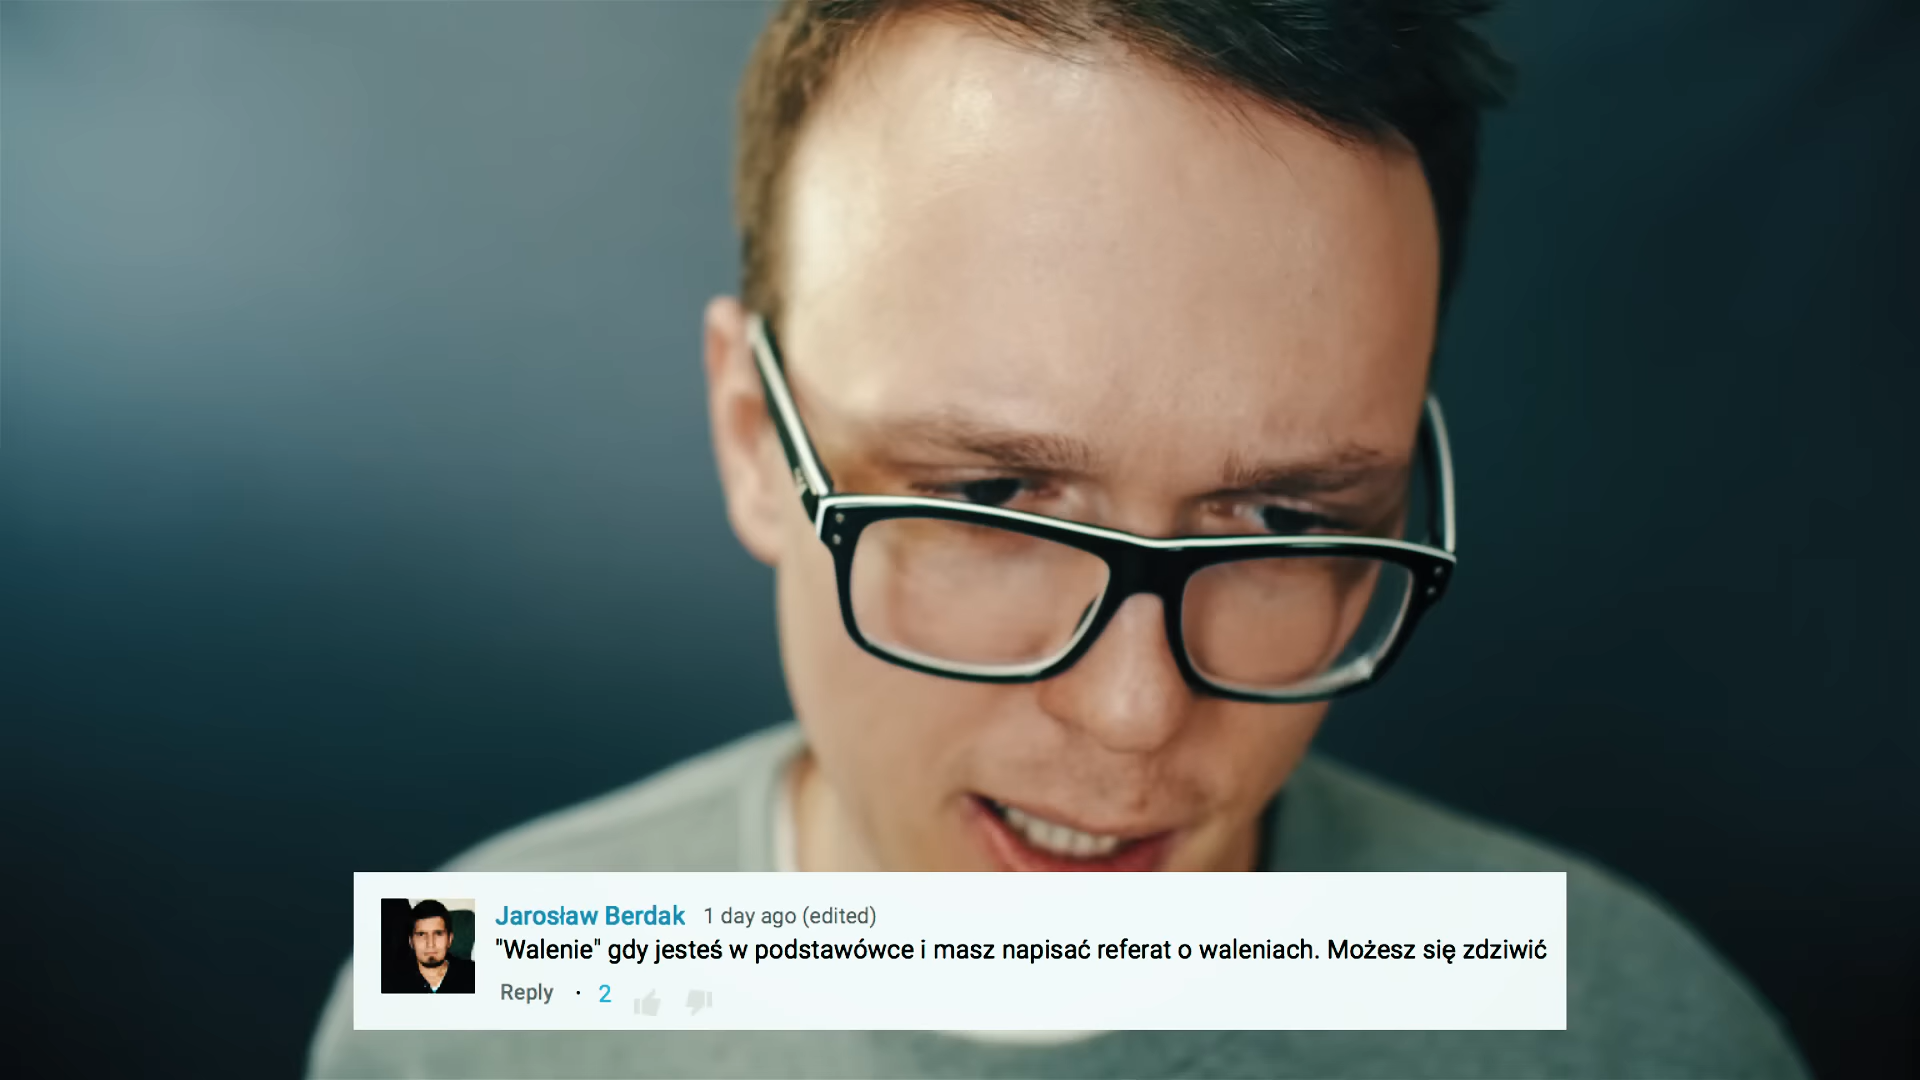 Jarosław Berdak 1 day ago (edited)
"Walenie" gdy jesteś w podstawówce i masz napisać referat o waleniach. Możesz się zdziwić
Reply · 2